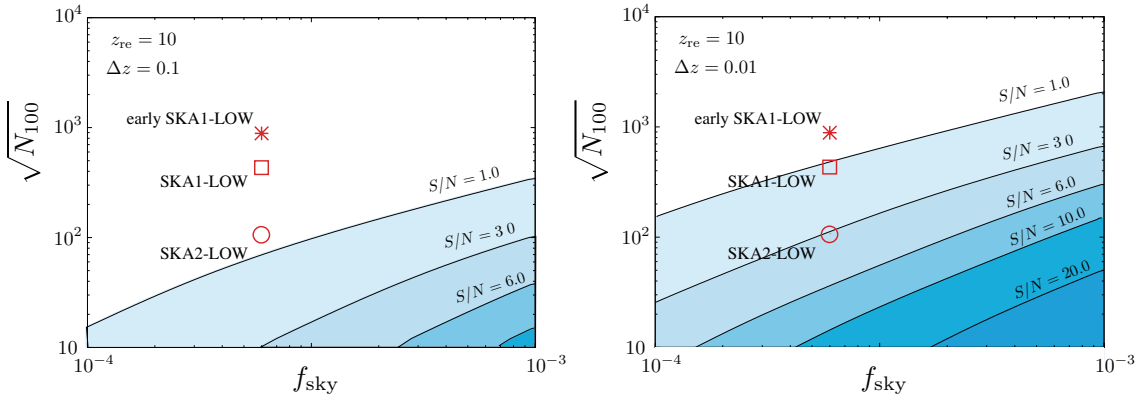 10^4
z_re = 10
Δz = 0.1
early SKA1-LOW
10^3
√N_100
SKA1-LOW
S/N = 1.0
10^2
SKA2-LOW
S/N = 3 0
S/N = 6.0
10
10^-4
f_sky
10^-3
10^4
z_re = 10
Δz = 0.01
S/N = 1.0
early SKA1-LOW
10^3
√N_100
S/N = 3 0
SKA1-LOW
S/N = 6.0
S/N = 10.0
10^2
SKA2-LOW
S/N = 20.0
10
10^-4
f_sky
10^-3